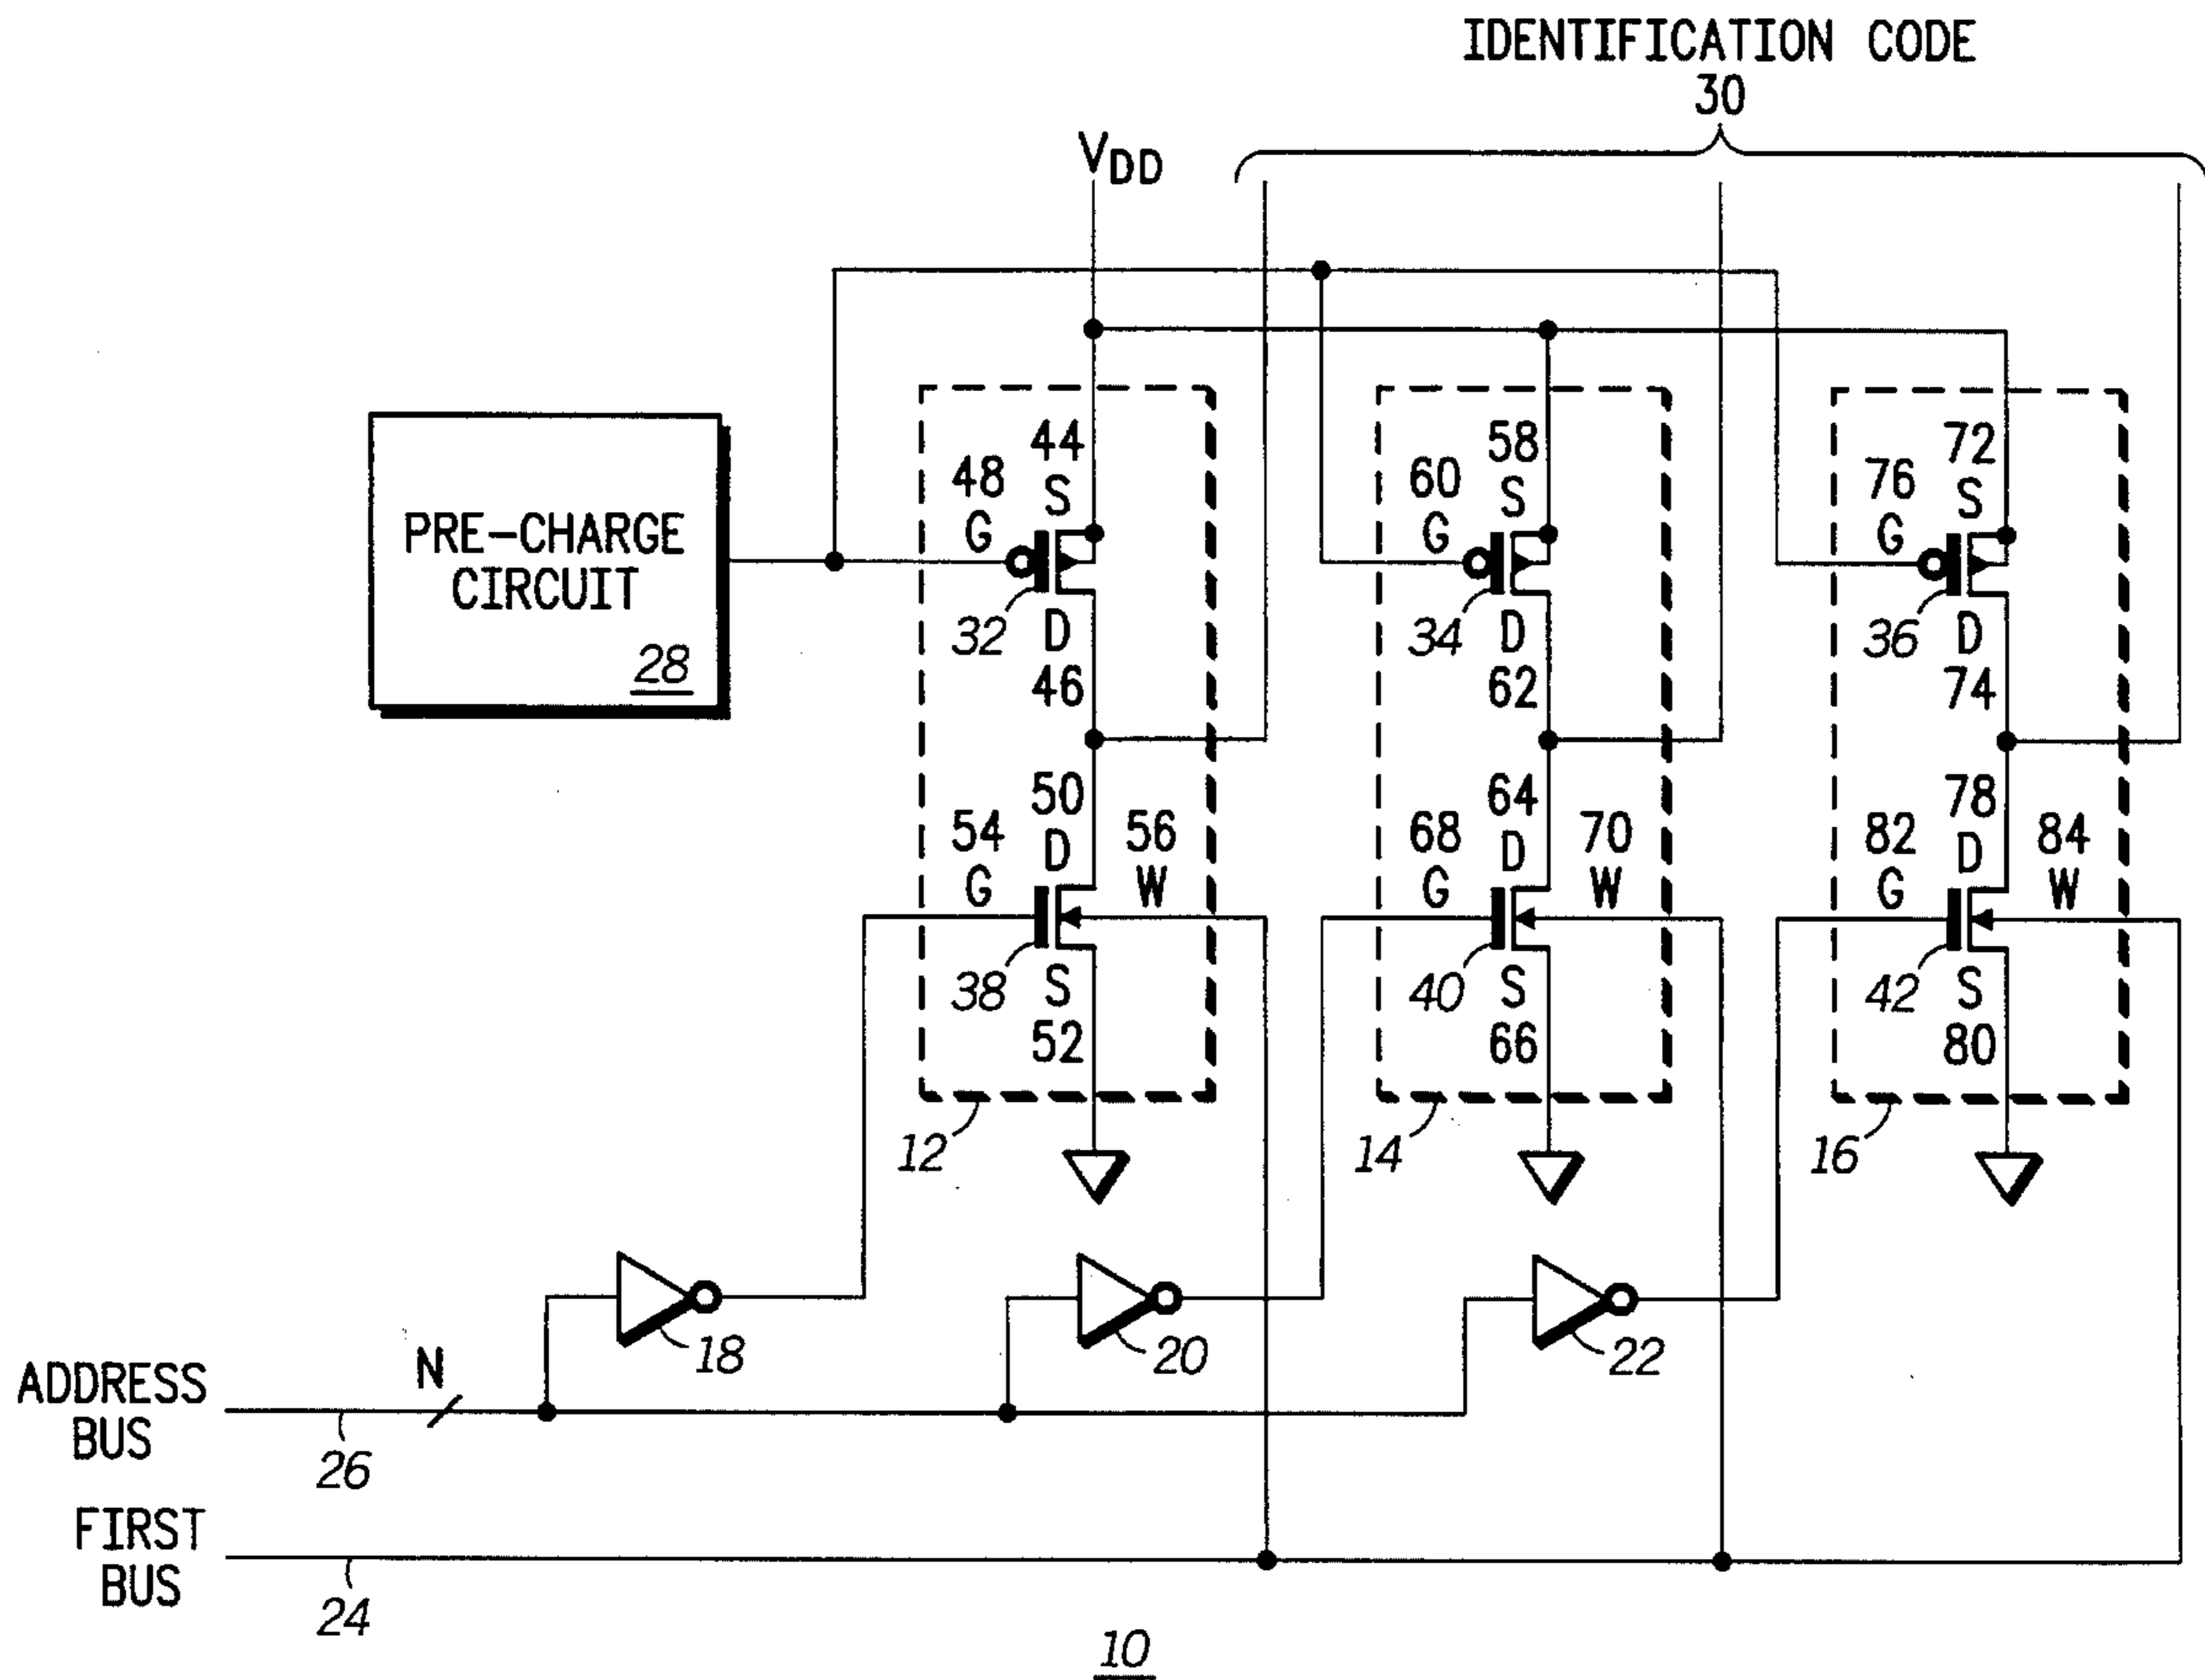 IDENTIFICATION CODE
30
VDD
PRE-CHARGE
CIRCUIT
28
44
48
S
G
32
D
46
58
60
S
G
34
D
62
72
76
S
G
36
D
74
50
54
D
56
G
W
38
S
52
64
68
D
70
G
W
40
S
66
78
82
D
84
G
W
42
S
80
12
14
16
18
20
22
N
ADDRESS
BUS
26
FIRST
BUS
24
10